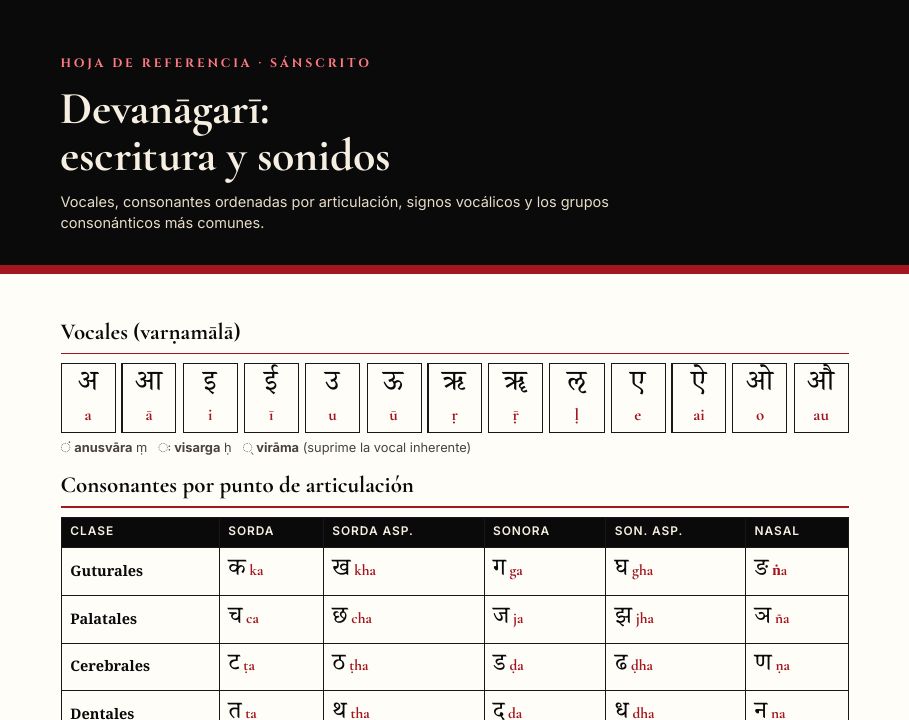 HOJA DE REFERENCIA · SÁNSCRITO
Devanāgarī:
escritura y sonidos
Vocales, consonantes ordenadas por articulación, signos vocálicos y los grupos
consonánticos más comunes.
Vocales (varṇamālā)
अ आ इ ई उ ऊ ऋ ॠ ऌ ए ऐ ओ औ
a ā i ī u ū ṛ ṝ ḷ e ai o au
ं anusvāra ṃ ः visarga ḥ ् virāma (suprime la vocal inherente)
Consonantes por punto de articulación
CLASE SORDA SORDA ASP. SONORA SON. ASP. NASAL
Guturales क ka ख kha ग ga घ gha ङ ṅa
Palatales च ca छ cha ज ja झ jha ञ ña
Cerebrales ट ṭa ठ ṭha ड ḍa ढ ḍha ण ṇa
Dentales त ta थ tha द da ध dha न na